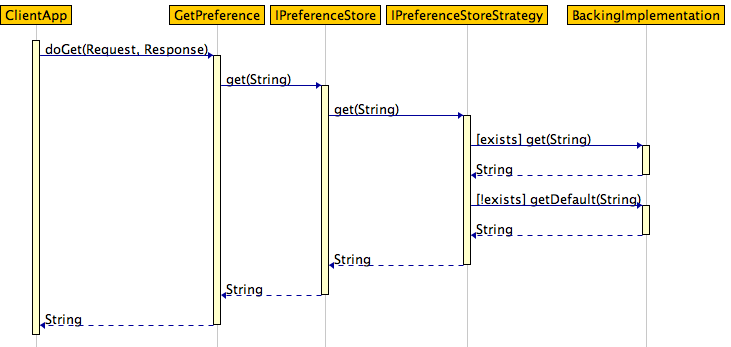 ClientApp
GetPreference
IPreferenceStore
IPreferenceStoreStrategy
BackingImplementation
doGet(Request, Response)
get(String)
get(String)
[exists] get(String)
String
[!exists] getDefault(String)
String
String
String
String